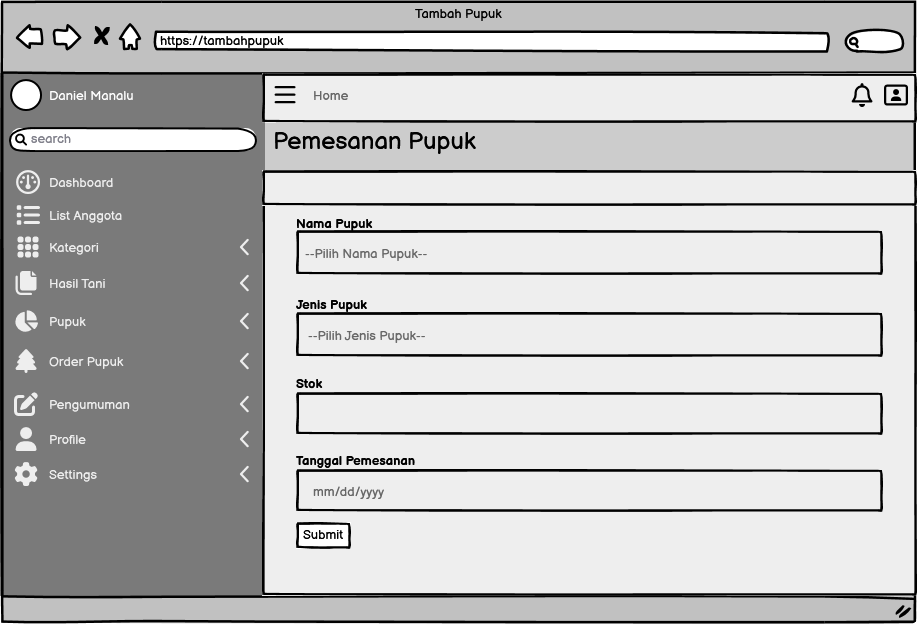 Tambah Pupuk
https://tambahpupuk
Daniel Manalu
search
Dashboard
List Anggota
Kategori
Hasil Tani
Pupuk
Order Pupuk
Pengumuman
Profile
Settings
Home
Pemesanan Pupuk
Nama Pupuk
--Pilih Nama Pupuk--
Jenis Pupuk
--Pilih Jenis Pupuk--
Stok
Tanggal Pemesanan
mm/dd/yyyy
Submit